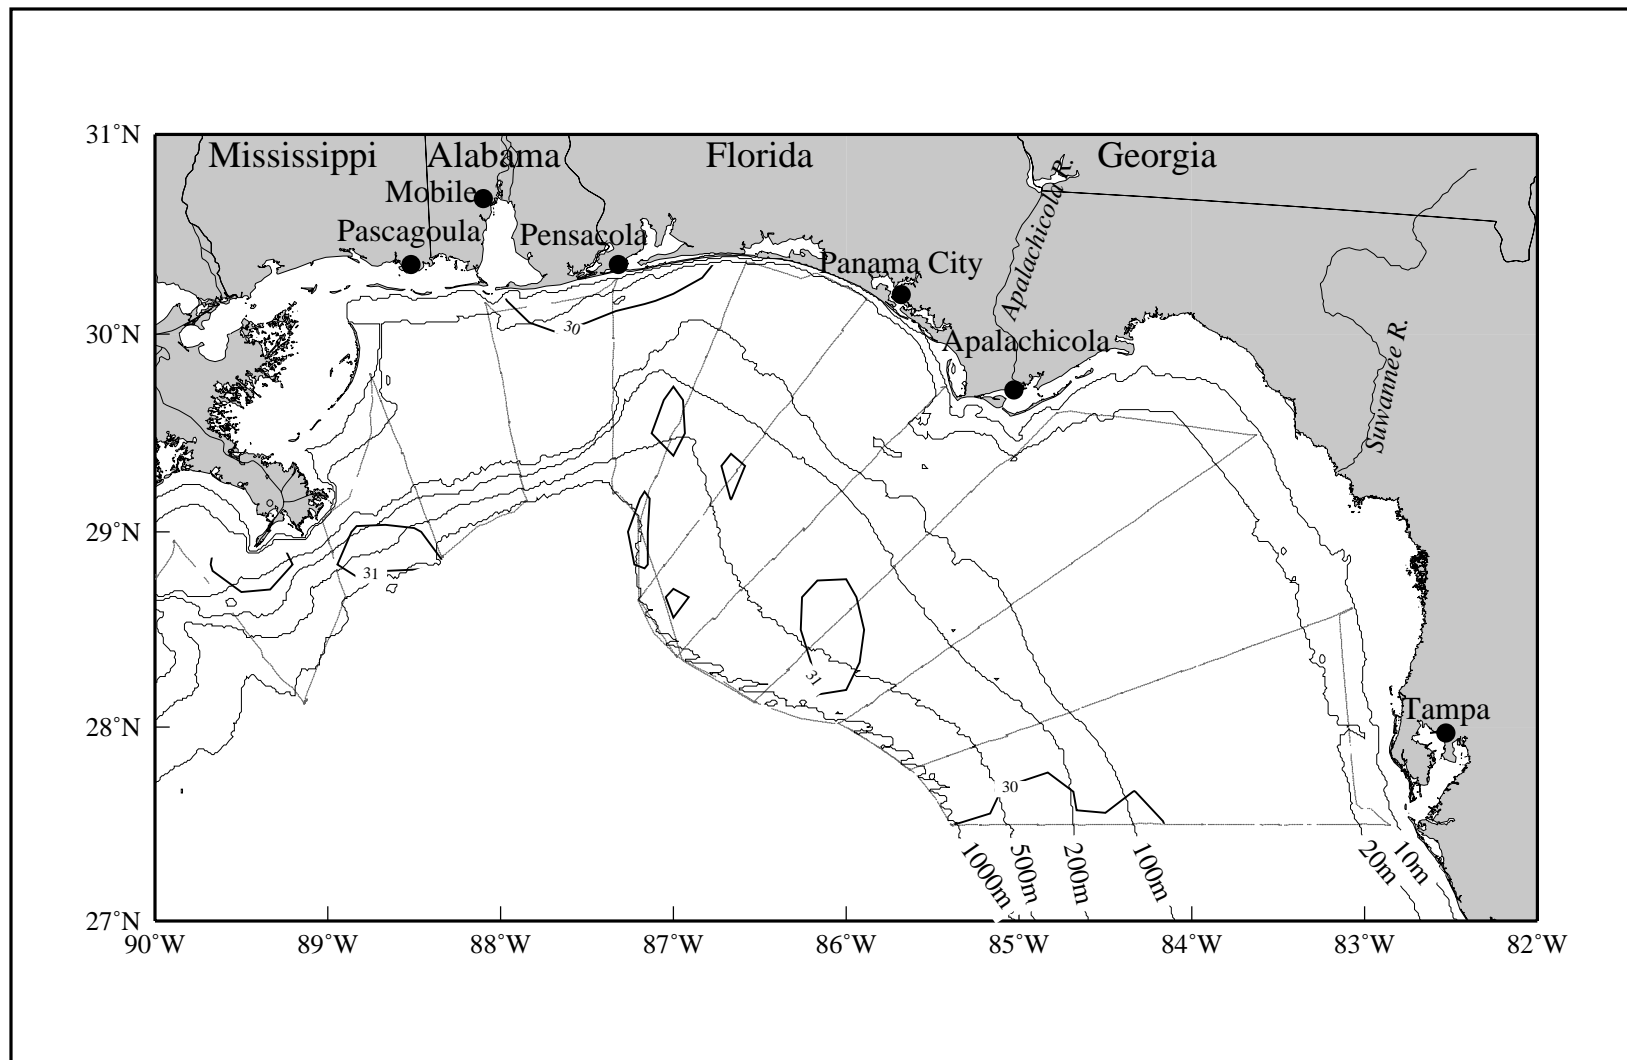 31°N
Mississippi Alabama Florida Georgia
Mobile
Apalachicola R.
Pascagoula Pensacola
Panama City
30
30°N
Apalachicola
Suwannee R.
29°N
31
31
28°N
Tampa
30
1000m 500m 200m 100m 20m 10m
27°N
90°W 89°W 88°W 87°W 86°W 85°W 84°W 83°W 82°W